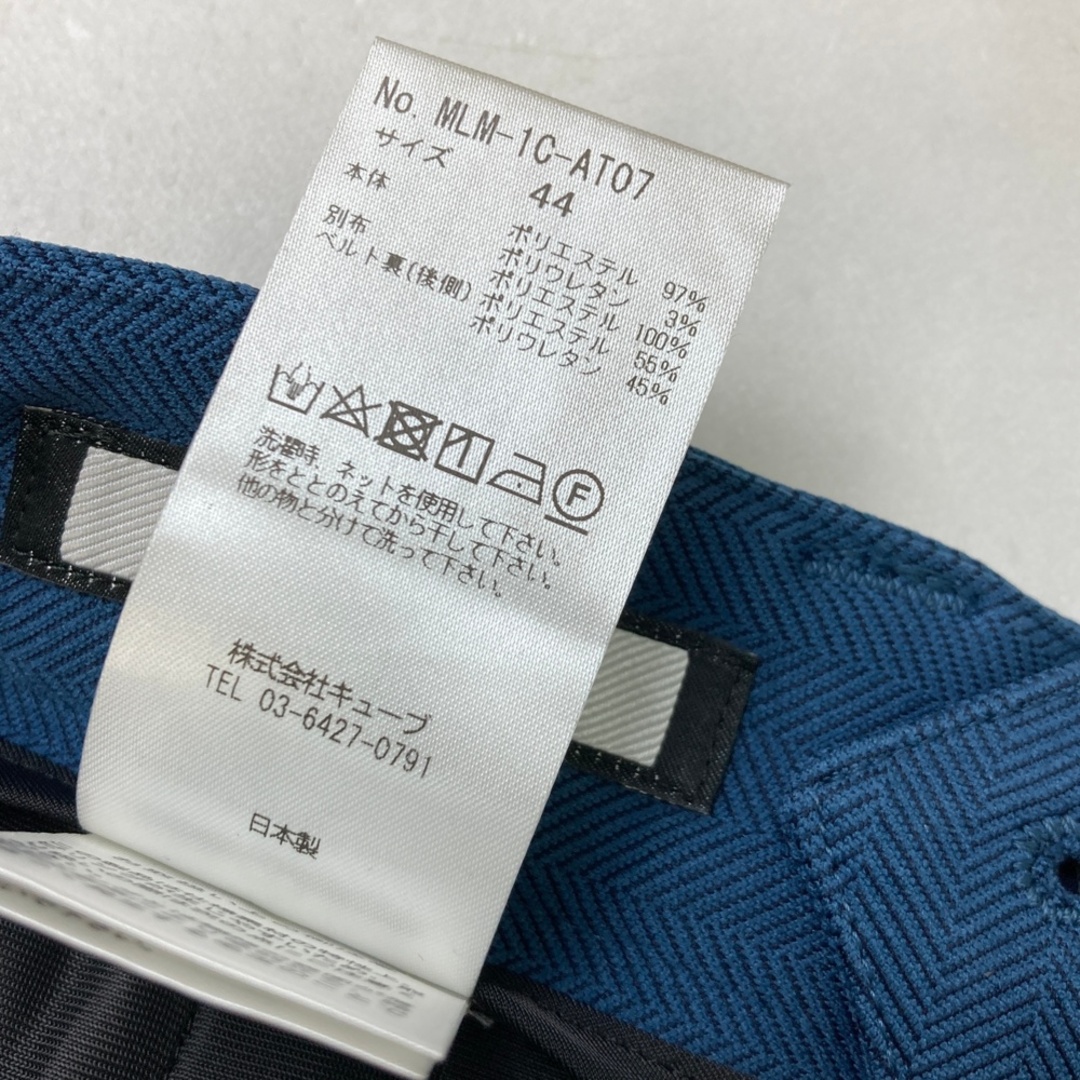 No. MLM-1C-AT07
サイズ 44
本体 ポリエステル 97%
ポリウレタン 3%
別布 ポリエステル 100%
ベルト裏(後側) ポリエステル 55%
ポリウレタン 45%
F
洗濯時、ネットを使用して下さい。
形をととのえてから干して下さい。
他の物と分けて洗って下さい。
株式会社キューブ
TEL 03-6427-0791
日本製